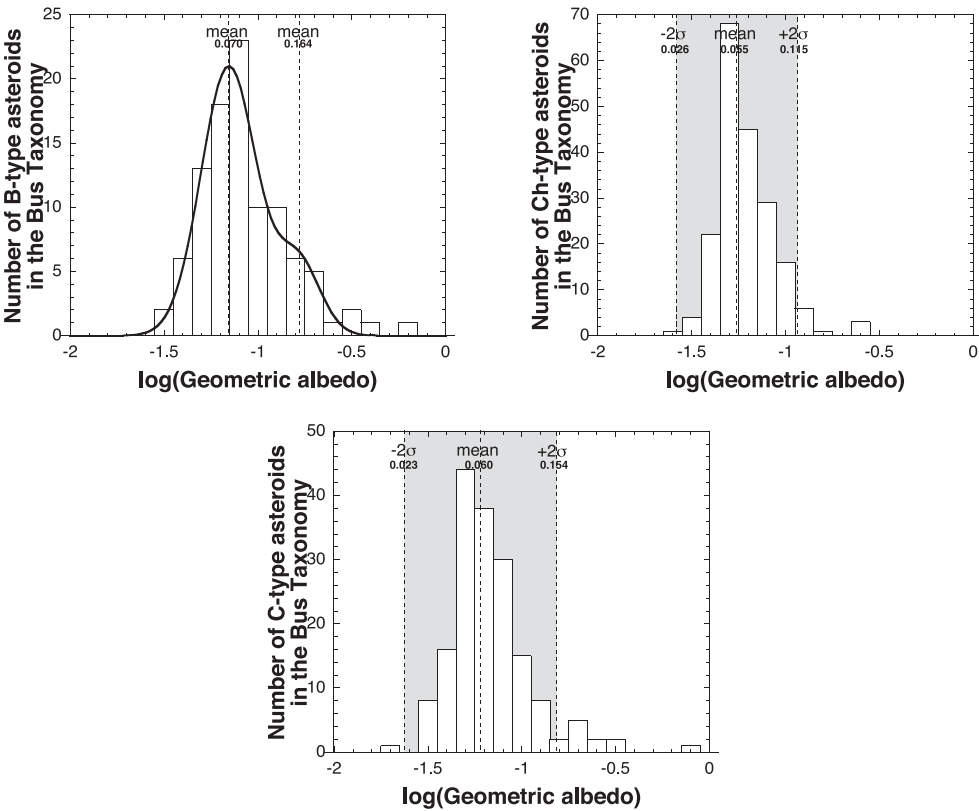 25
20
15
10
5
0
Number of B-type asteroids
in the Bus Taxonomy
mean
0.070
mean
0.164
-2
-1.5
-1
-0.5
0
log(Geometric albedo)
70
60
50
40
30
20
10
0
Number of Ch-type asteroids
in the Bus Taxonomy
-2σ
0.026
mean
0.055
+2σ
0.115
-2
-1.5
-1
-0.5
0
log(Geometric albedo)
50
40
30
20
10
0
Number of C-type asteroids
in the Bus Taxonomy
-2σ
0.023
mean
0.060
+2σ
0.154
-2
-1.5
-1
-0.5
0
log(Geometric albedo)